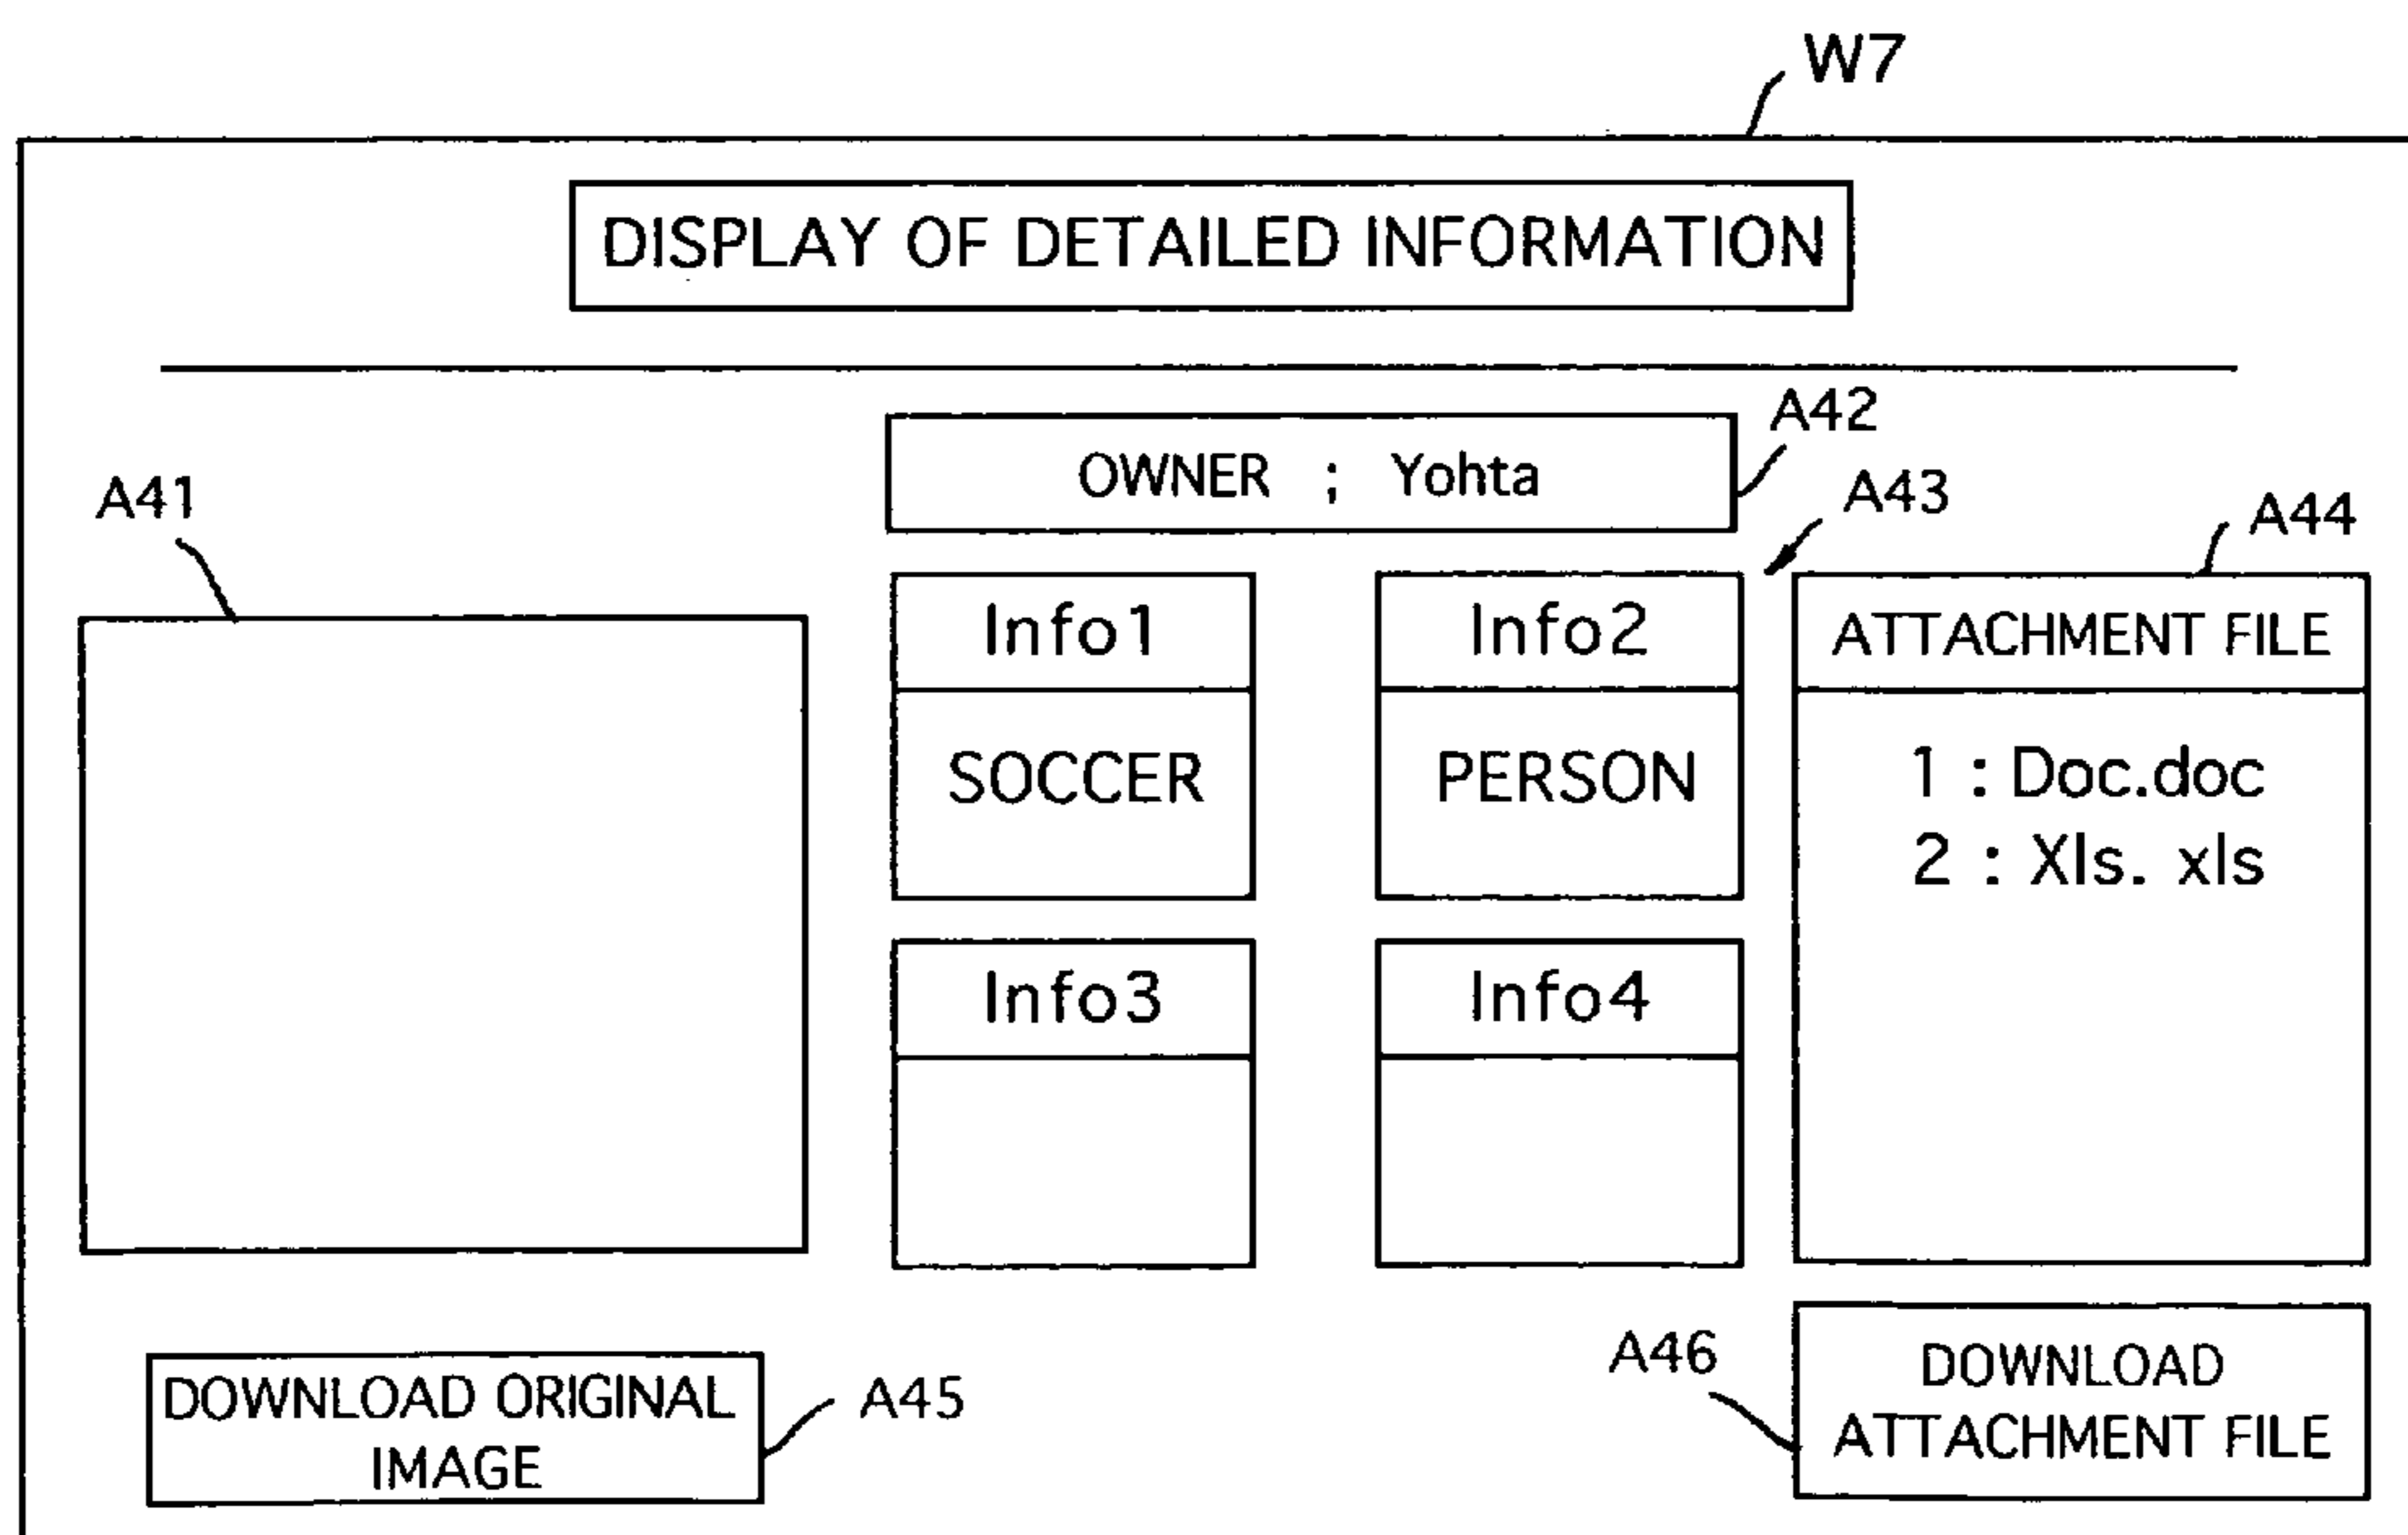 W7
DISPLAY OF DETAILED INFORMATION
A42
OWNER ; Yohta
A43
A41
A44
Info1
SOCCER
Info2
PERSON
ATTACHMENT FILE
1 : Doc.doc
2 : Xls. xls
Info3
Info4
DOWNLOAD ORIGINAL
IMAGE
A45
A46
DOWNLOAD
ATTACHMENT FILE